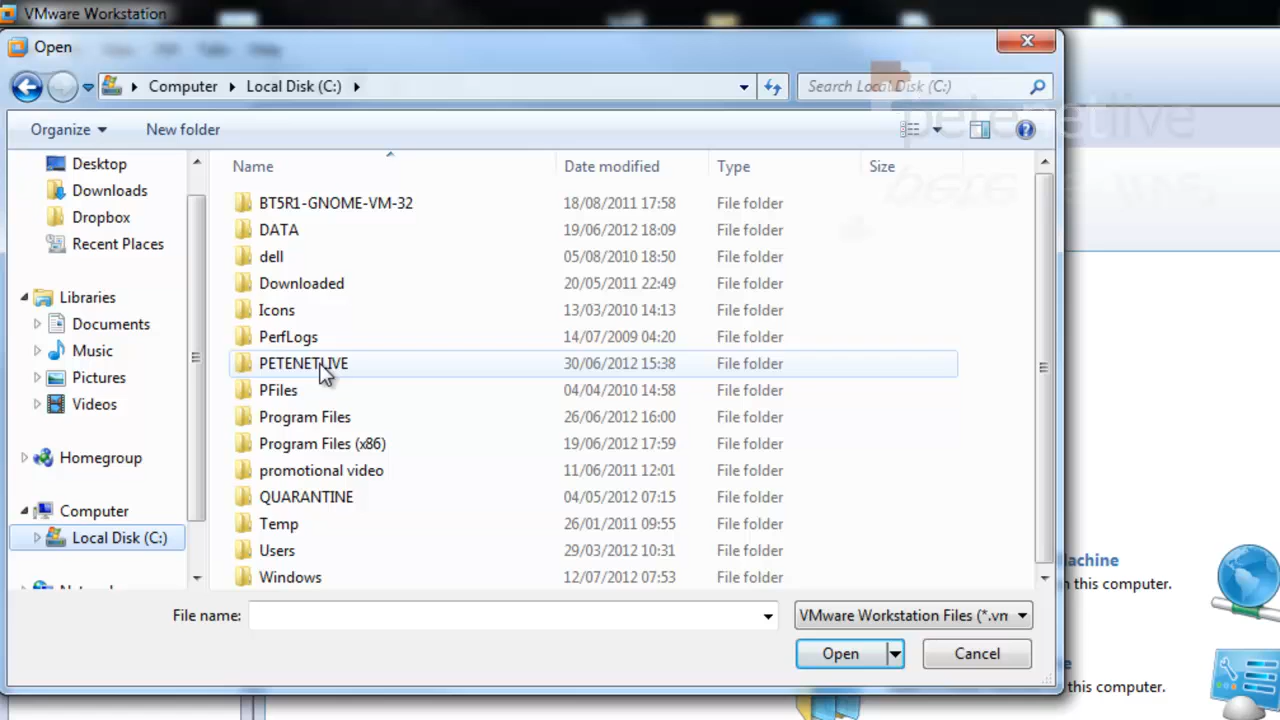 VMware Workstation
Open
Computer Local Disk (C:)
Search Local Disk (C:)
petenetlive
Organize New folder
Name Date modified Type Size
Desktop
Downloads
Dropbox
Recent Places
Libraries
Documents
Music
Pictures
Videos
Homegroup
Computer
Local Disk (C:)
BT5R1-GNOME-VM-32 18/08/2011 17:58 File folder
DATA 19/06/2012 18:09 File folder
dell 05/08/2010 18:50 File folder
Downloaded 20/05/2011 22:49 File folder
Icons 13/03/2010 14:13 File folder
PerfLogs 14/07/2009 04:20 File folder
PETENETLIVE 30/06/2012 15:38 File folder
PFiles 04/04/2010 14:58 File folder
Program Files 26/06/2012 16:00 File folder
Program Files (x86) 19/06/2012 17:59 File folder
promotional video 11/06/2011 12:01 File folder
QUARANTINE 04/05/2012 07:15 File folder
Temp 26/01/2011 09:55 File folder
Users 29/03/2012 10:31 File folder
Windows 12/07/2012 07:53 File folder
achine
n this computer.
File name: VMware Workstation Files (*.vn
Open Cancel
this computer.